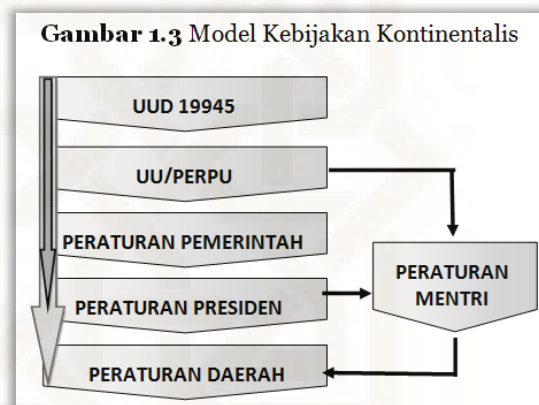 Gambar 1.3 Model Kebijakan Kontinentalis
UUD 19945
UU/PERPU
PERATURAN PEMERINTAH
PERATURAN
MENTRI
PERATURAN PRESIDEN
PERATURAN DAERAH